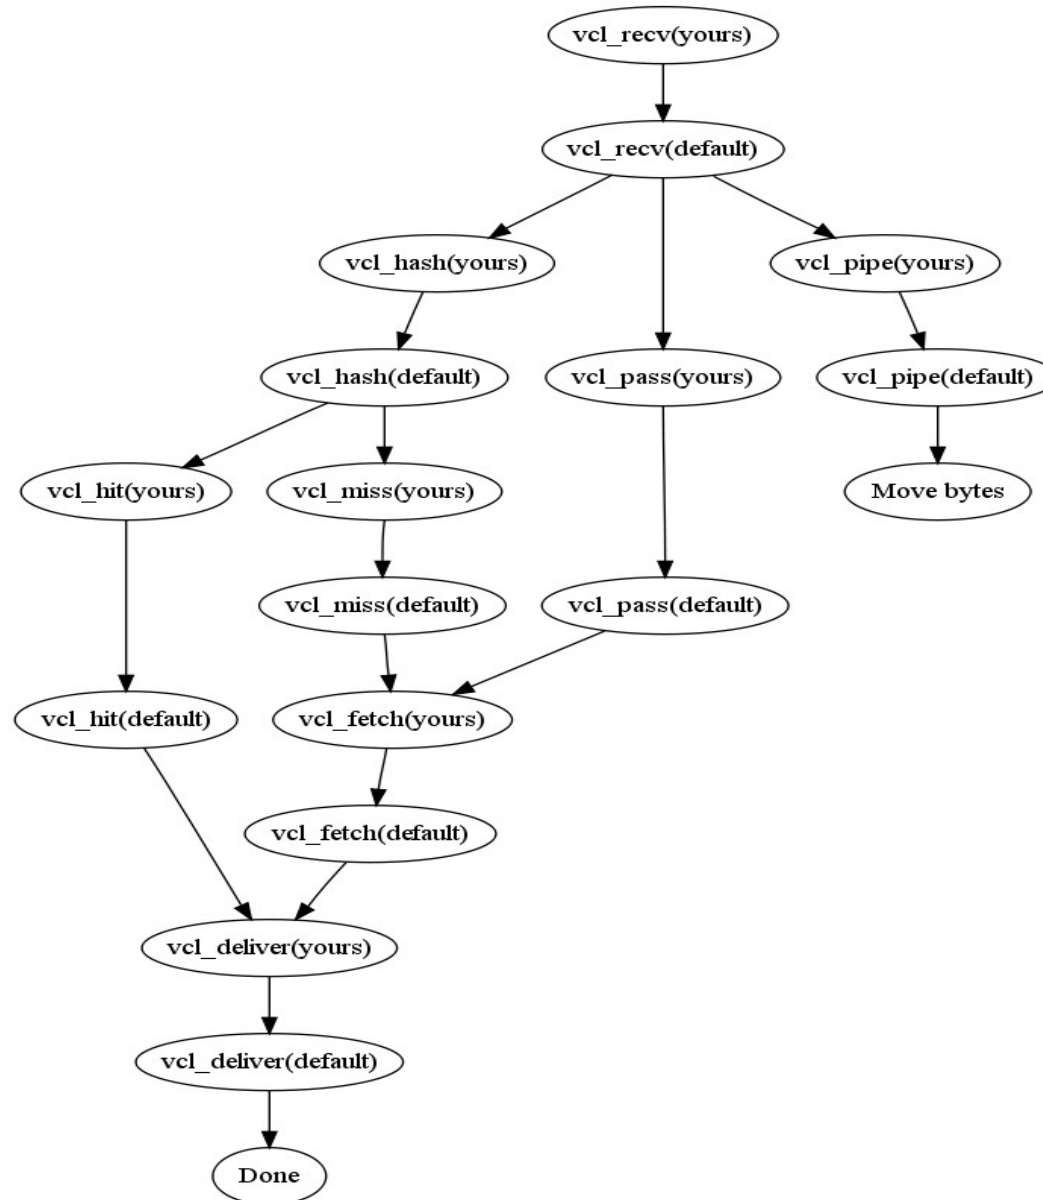 vcl_recv(yours)
vcl_recv(default)
vcl_hash(yours)
vcl_pipe(yours)
vcl_hash(default)
vcl_pass(yours)
vcl_pipe(default)
vcl_hit(yours)
vcl_miss(yours)
Move bytes
vcl_miss(default)
vcl_pass(default)
vcl_hit(default)
vcl_fetch(yours)
vcl_fetch(default)
vcl_deliver(yours)
vcl_deliver(default)
Done